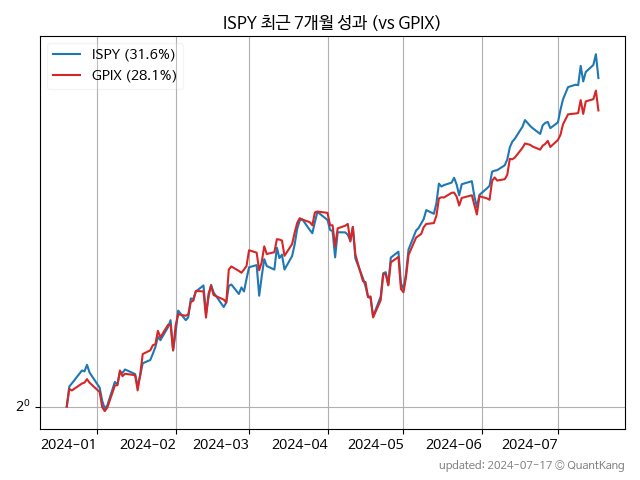 ISPY 최근 7개월 성과 (vs GPIX)
ISPY (31.6%)
GPIX (28.1%)
2⁰
2024-01 2024-02 2024-03 2024-04 2024-05 2024-06 2024-07
updated: 2024-07-17 © QuantKang